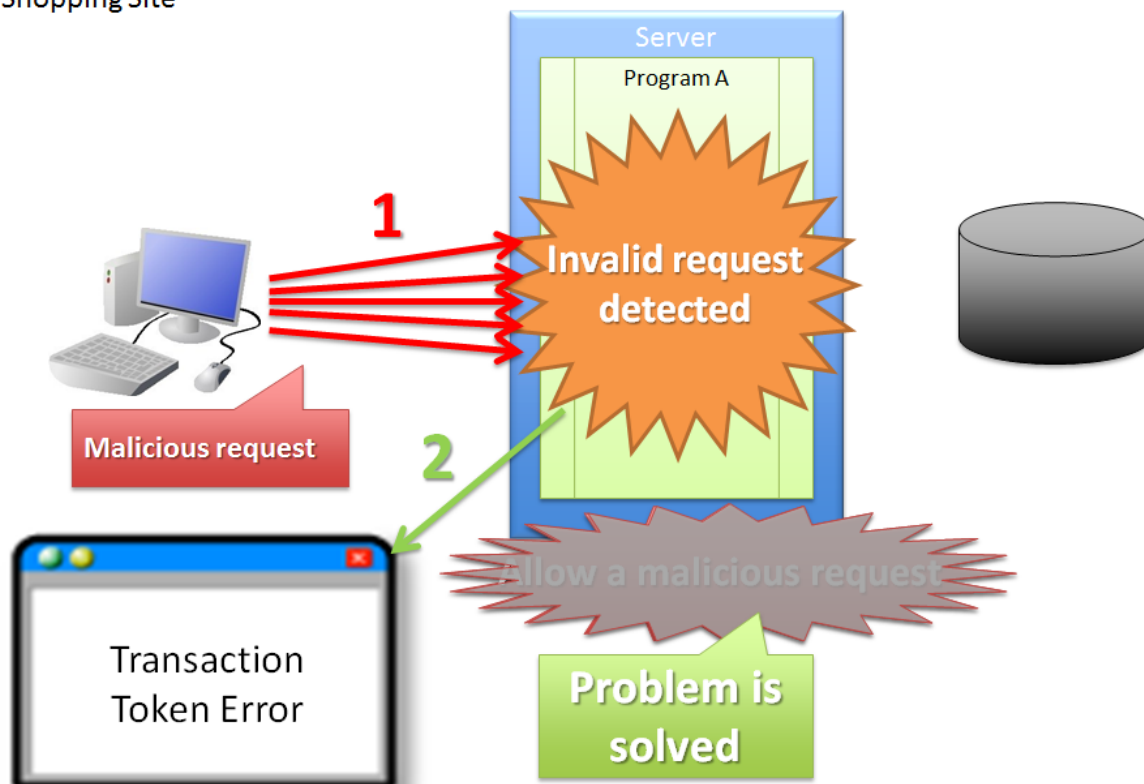 Shopping Site
Server
Program A
1
Invalid request
detected
Malicious request
2
Allow a malicious request
Transaction
Token Error
Problem is
solved